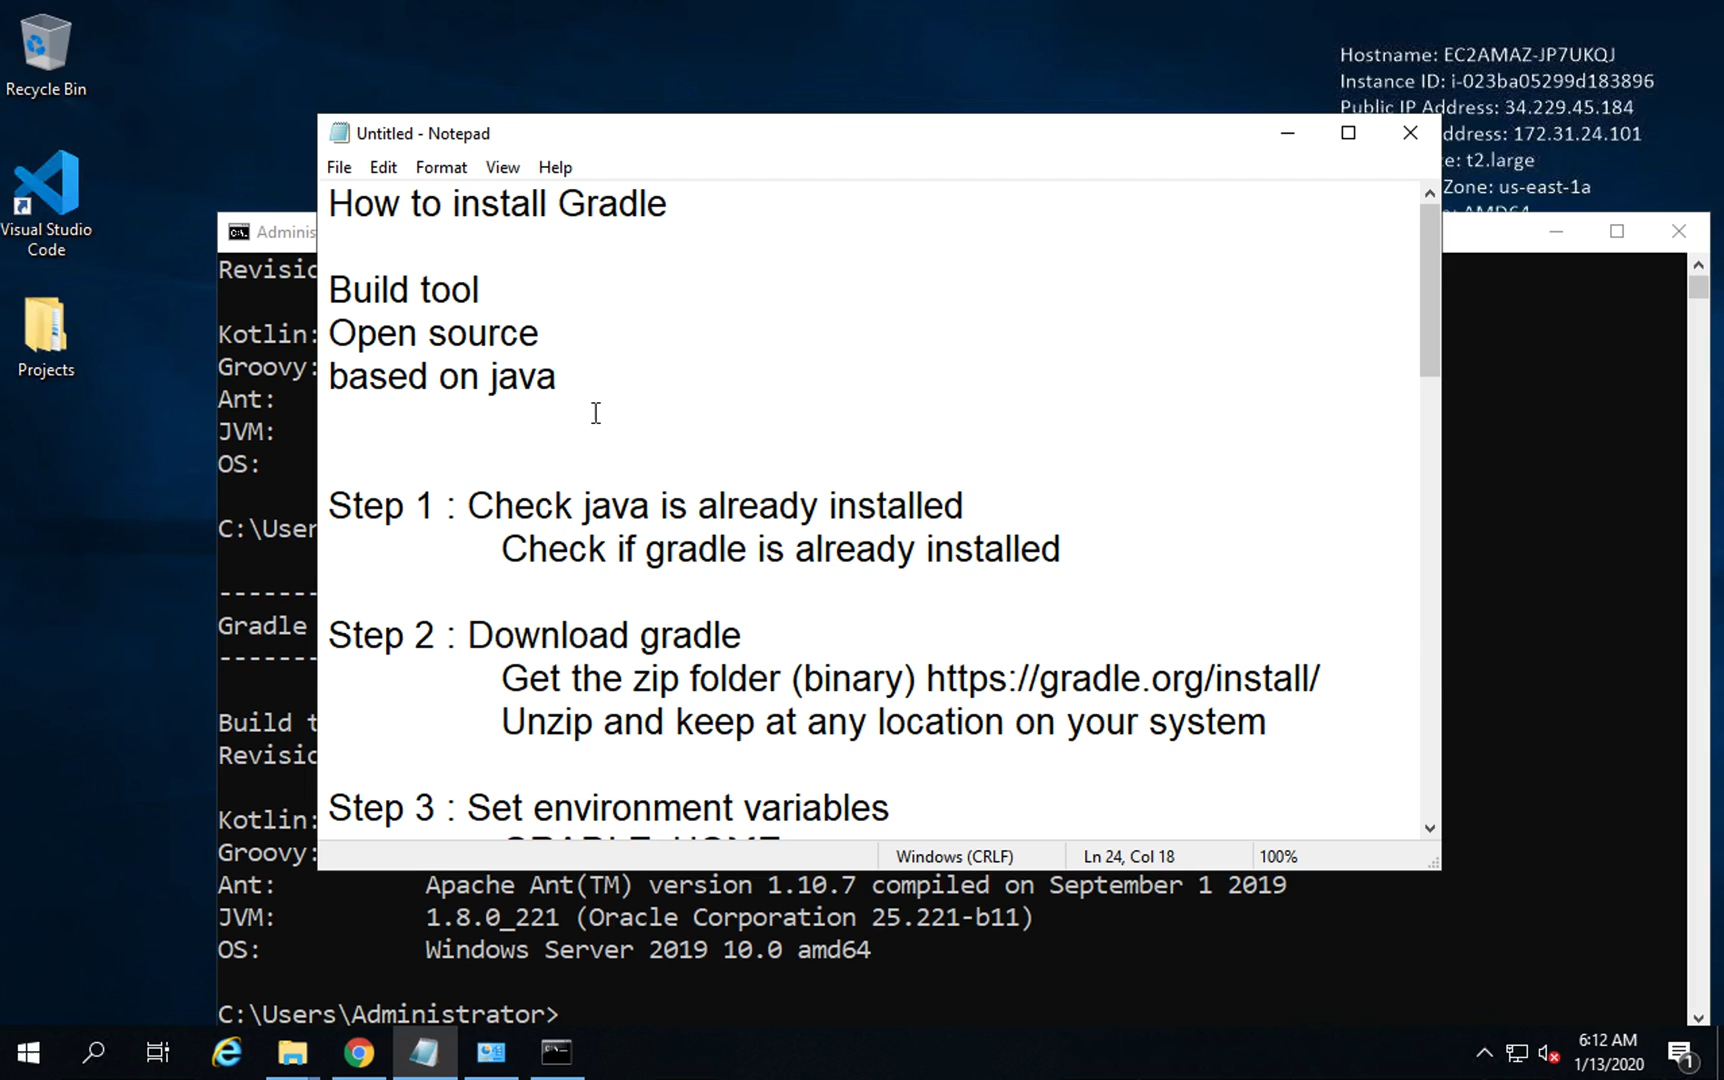 Recycle Bin
Visual Studio
Code
Projects
Hostname: EC2AMAZ-JP7UKQJ
Instance ID: i-023ba05299d183896
Public IP Address: 34.229.45.184
ddress: 172.31.24.101
e: t2.large
Zone: us-east-1a
Untitled - Notepad
File Edit Format View Help
How to install Gradle
Build tool
Open source
based on java
Step 1 : Check java is already installed
Check if gradle is already installed
Step 2 : Download gradle
Get the zip folder (binary) https://gradle.org/install/
Unzip and keep at any location on your system
Step 3 : Set environment variables
Windows (CRLF) Ln 24, Col 18 100%
Adminis
Revisio
Kotlin:
Groovy:
Ant:
JVM:
OS:
C:\User
-------
Gradle
-------
Build t
Revisio
Kotlin:
Groovy:
Ant: Apache Ant(TM) version 1.10.7 compiled on September 1 2019
JVM: 1.8.0_221 (Oracle Corporation 25.221-b11)
OS: Windows Server 2019 10.0 amd64
C:\Users\Administrator>
6:12 AM
1/13/2020
1